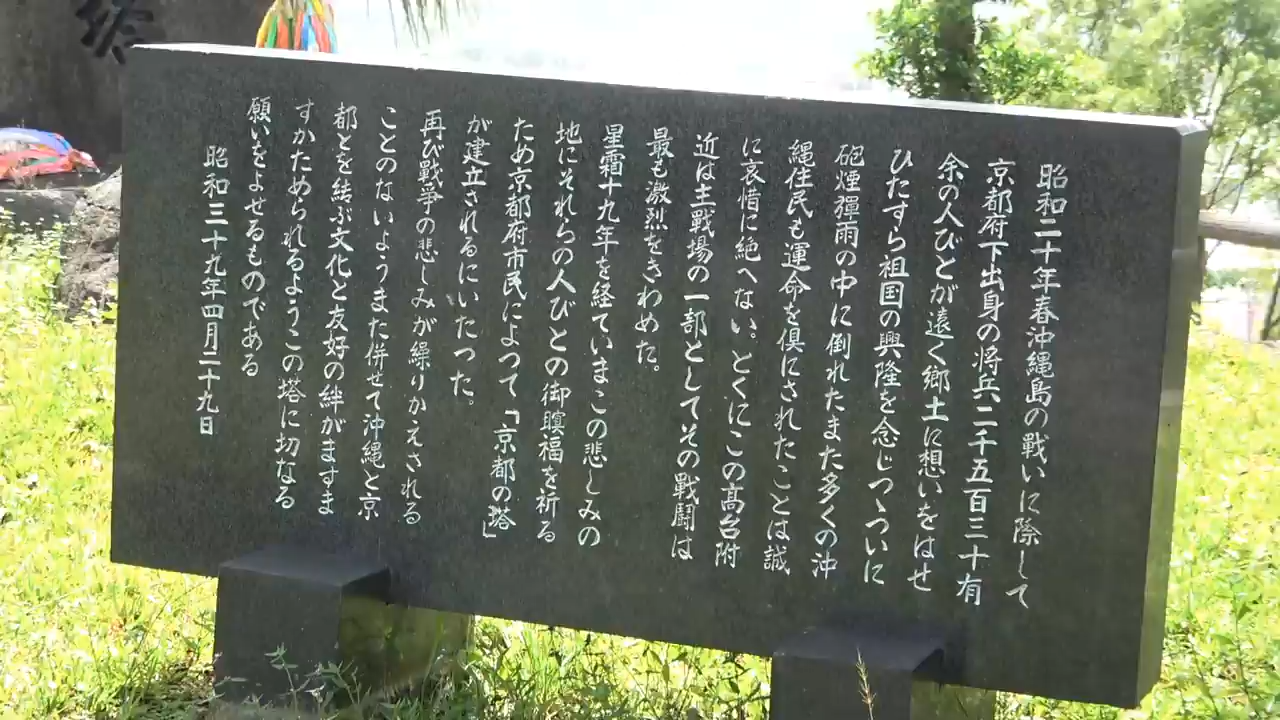 昭和二十年春沖縄島の戦いに際して
京都府下出身の将兵二千五百三十有
余の人びとが遠く郷土に想いをはせ
ひたすら祖国の興隆を念じつゝついに
砲煙彈雨の中に倒れたまた多くの沖
縄住民も運命を倶にされたことは誠
に哀惜に絶へない。とくにこの高台附
近は主戰場の一部としてその戰闘は
最も激烈をきわめた。
星霜十九年を経ていまこの悲しみの
地にそれらの人びとの御瞑福を祈る
ため京都府市民によつて「京都の塔」
が建立されるにいたつた。
再び戰争の悲しみが繰りかえされる
ことのないようまた併せて沖縄と京
都とを結ぶ文化と友好の絆がますま
すかためられるようこの塔に切なる
願いをよせるものである
昭和三十九年四月二十九日